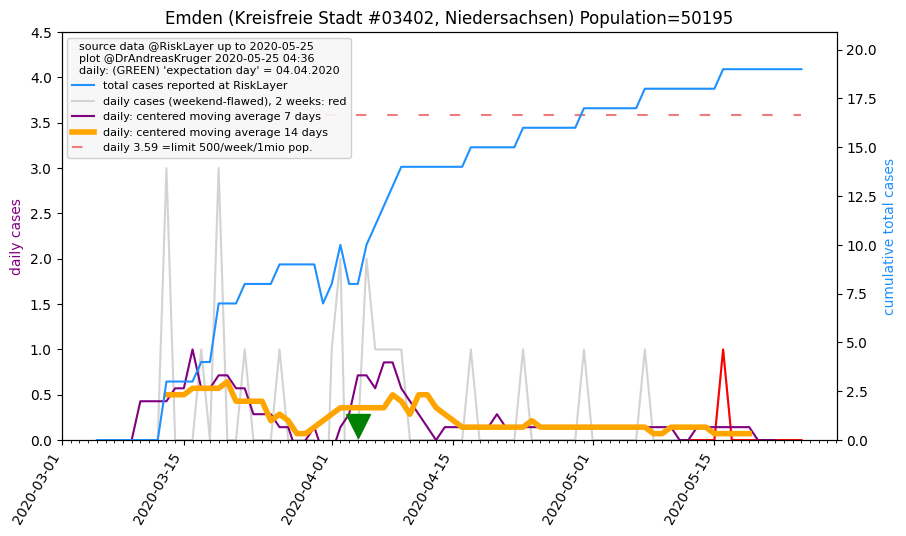 Emden (Kreisfreie Stadt #03402, Niedersachsen) Population=50195
source data @RiskLayer up to 2020-05-25
plot @DrAndreasKruger 2020-05-25 04:36
daily: (GREEN) 'expectation day' = 04.04.2020
total cases reported at RiskLayer
daily cases (weekend-flawed), 2 weeks: red
daily: centered moving average 7 days
daily: centered moving average 14 days
daily 3.59 =limit 500/week/1mio pop.
daily cases
4.5
4.0
3.5
3.0
2.5
2.0
1.5
1.0
0.5
0.0
cumulative total cases
20.0
17.5
15.0
12.5
10.0
7.5
5.0
2.5
0.0
2020-03-01
2020-03-15
2020-04-01
2020-04-15
2020-05-01
2020-05-15